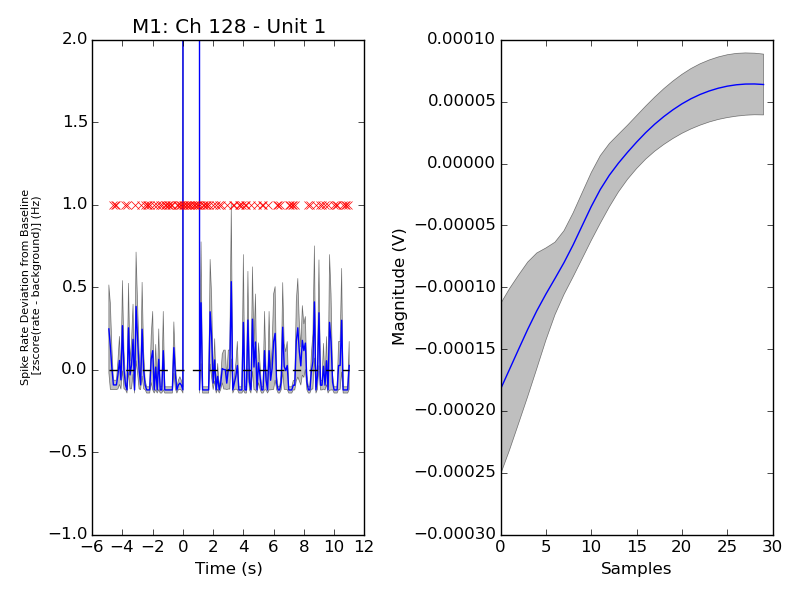 M1: Ch 128 - Unit 1
2.0
1.5
1.0
0.5
0.0
−0.5
−1.0
−6 −4 −2 0 2 4 6 8 10 12
Time (s)
Spike Rate Deviation from Baseline
[zscore(rate - background)] (Hz)
0.00010
0.00005
0.00000
−0.00005
−0.00010
−0.00015
−0.00020
−0.00025
−0.00030
0 5 10 15 20 25 30
Samples
Magnitude (V)